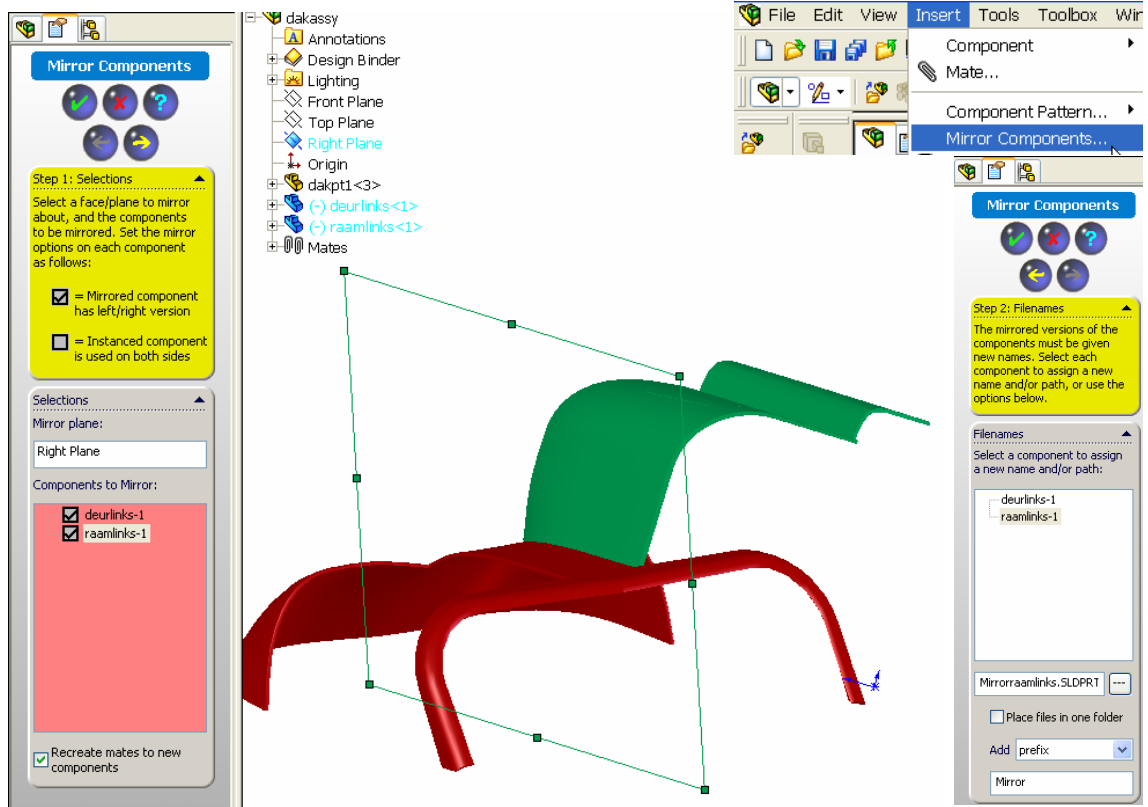 Mirror Components
Step 1: Selections
Select a face/plane to mirror
about, and the components
to be mirrored. Set the mirror
options on each component
as follows:
= Mirrored component
has left/right version
= Instanced component
is used on both sides
Selections
Mirror plane:
Right Plane
Components to Mirror:
deurlinks-1
raamlinks-1
Recreate mates to new
components
dakassy
Annotations
Design Binder
Lighting
Front Plane
Top Plane
Right Plane
Origin
dakpt1<3>
(-) deurlinks<1>
(-) raamlinks<1>
Mates
File Edit View Insert Tools Toolbox Wir
Component
Mate...
Component Pattern...
Mirror Components...
Mirror Components
Step 2: Filenames
The mirrored versions of the
components must be given
new names. Select each
component to assign a new
name and/or path, or use the
options below.
Filenames
Select a component to assign
a new name and/or path:
deurlinks-1
raamlinks-1
Mirrorraamlinks.SLDPRT
Place files in one folder
Add prefix
Mirror